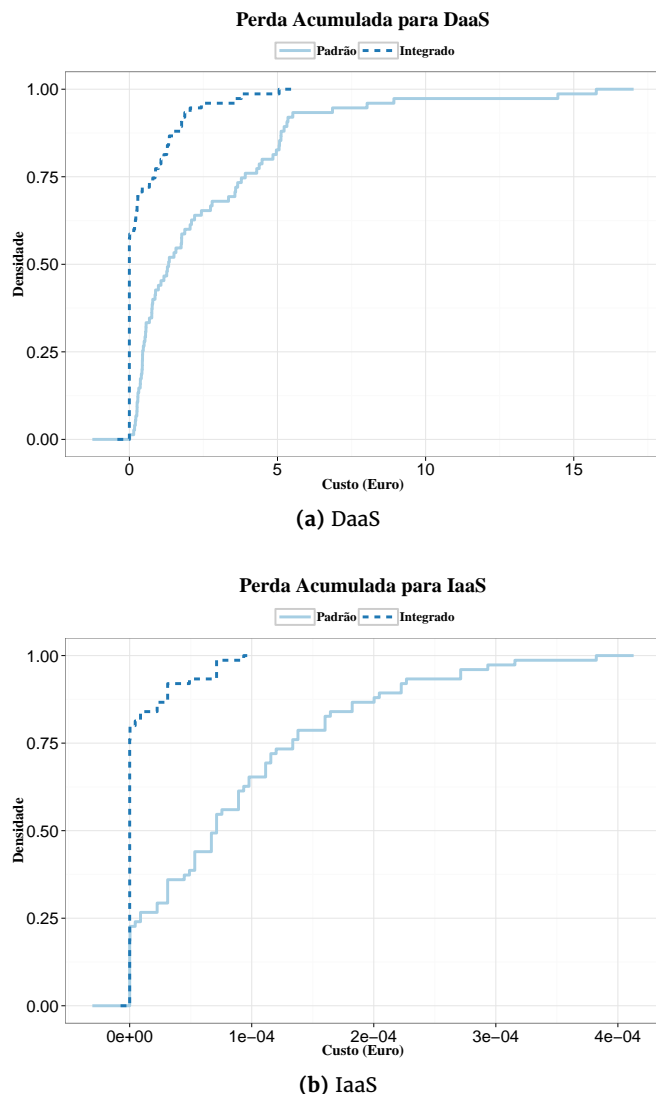 Perda Acumulada para DaaS
Padrão Integrado
1.00
0.75
0.50
0.25
0.00
Densidade
0 5 10 15
Custo (Euro)
(a) DaaS
Perda Acumulada para IaaS
Padrão Integrado
1.00
0.75
0.50
0.25
0.00
Densidade
0e+00 1e−04 2e−04 3e−04 4e−04
Custo (Euro)
(b) IaaS